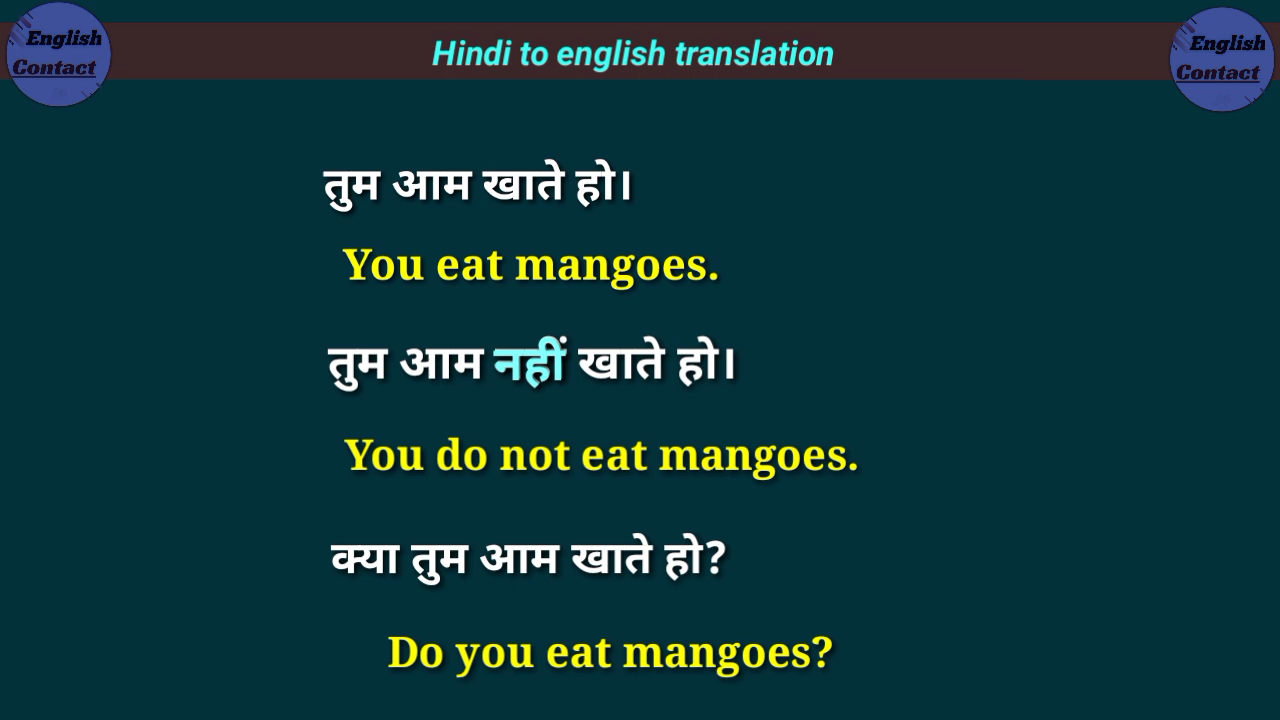 English
Contact
Hindi to english translation
English
Contact
तुम आम खाते हो।
You eat mangoes.
तुम आम नहीं खाते हो।
You do not eat mangoes.
क्या तुम आम खाते हो?
Do you eat mangoes?